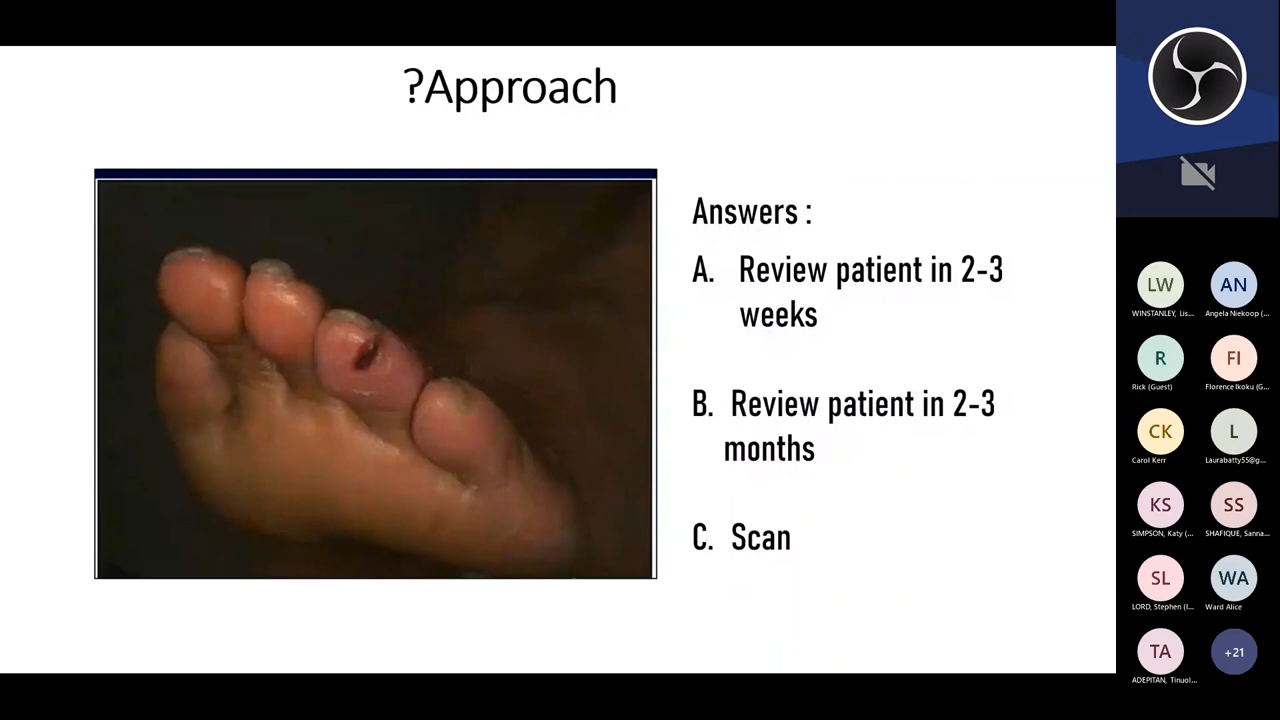 ?Approach
Answers :
A. Review patient in 2-3
weeks
B. Review patient in 2-3
months
C. Scan
LW
WINSTANLEY, Lis...
AN
Angela Niekoop (...
R
Rick (Guest)
FI
Florence Ikoku (G...
CK
Carol Kerr
L
Laurabatty55@g...
KS
SIMPSON, Katy (...
SS
SHAFIQUE, Sanna...
SL
LORD, Stephen (l...
WA
Ward Alice
TA
ADEPITAN, Tinuol...
+21